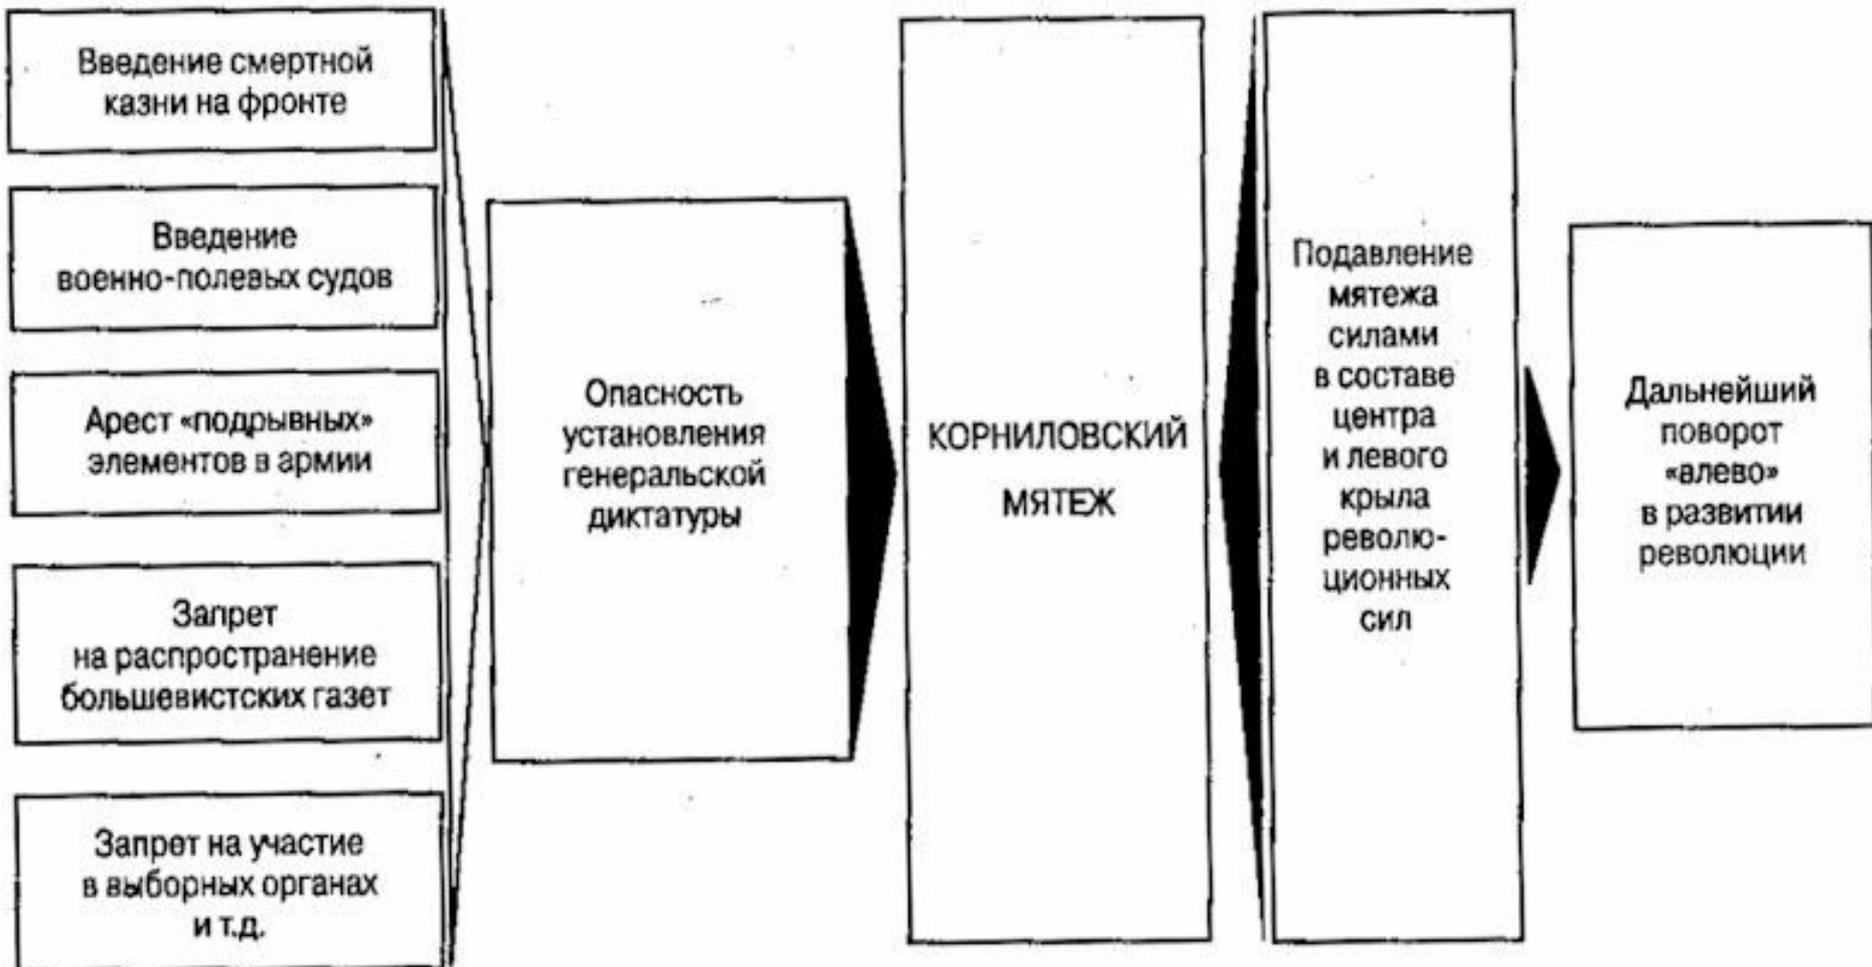 Введение смертной
казни на фронте
Введение
военно-полевых судов
Арест «подрывных»
элементов в армии
Запрет
на распространение
большевистских газет
Запрет на участие
в выборных органах
и т.д.
Опасность
установления
генеральской
диктатуры
КОРНИЛОВСКИЙ
МЯТЕЖ
Подавление
мятежа
силами
в составе
центра
и левого
крыла
револю-
ционных
сил
Дальнейший
поворот
«влево»
в развитии
революции